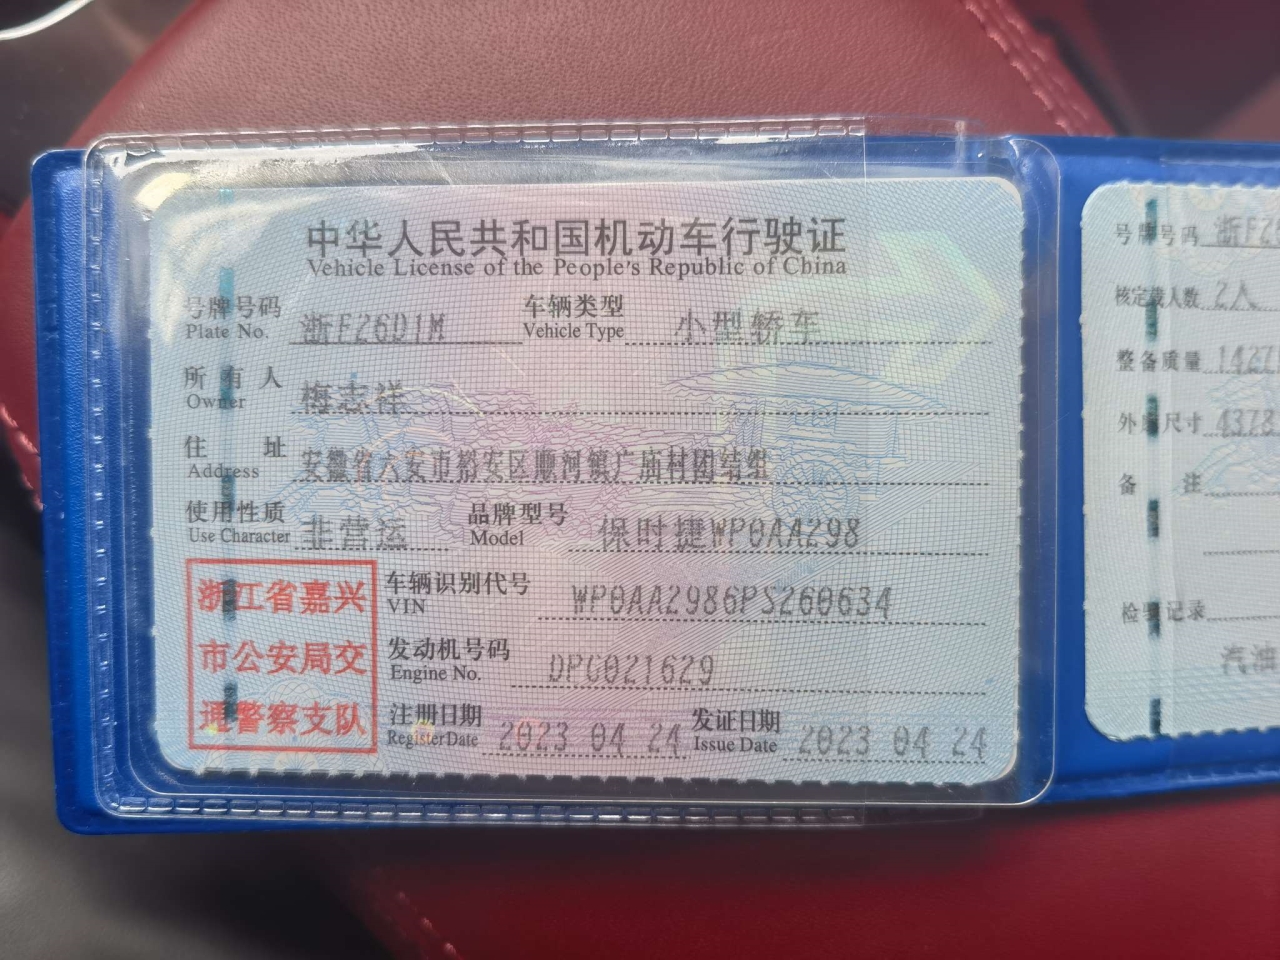 中华人民共和国机动车行驶证
Vehicle License of the People's Republic of China
号牌号码 浙FZ6D1M 车辆类型 小型轿车
Plate No. Vehicle Type
所有人 梅志祥
Owner
住址 安徽省六安市裕安区顺河镇广庙村团结组
Address
使用性质 非营运 品牌型号 保时捷WP0AA298
Use Character Model
浙江省嘉兴
市公安局交
通警察支队
车辆识别代号 WP0AA2986PS260634
VIN
发动机号码 DPC021629
Engine No.
注册日期 2023 04 24 发证日期 2023 04 24
Register Date Issue Date
号牌号码 浙FZ6
核定载人数 2人
整备质量 1427
外廓尺寸 4378
备注
检验记录
汽油